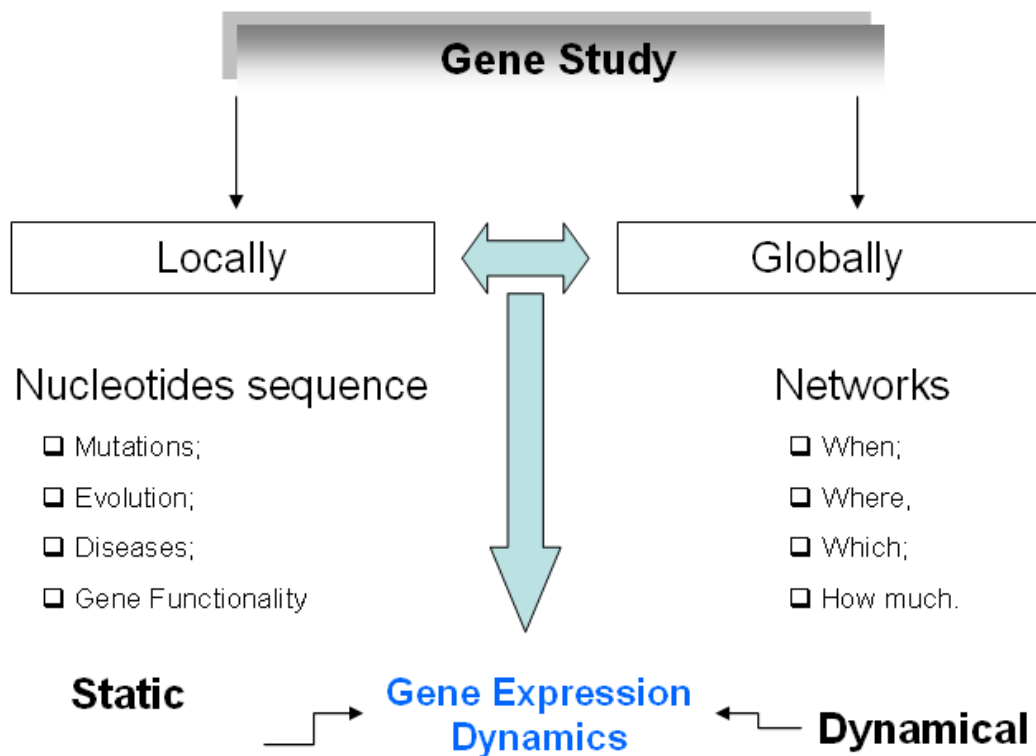 Gene Study
Locally
Globally
Nucleotides sequence
❑ Mutations;
❑ Evolution;
❑ Diseases;
❑ Gene Functionality
Networks
❑ When;
❑ Where,
❑ Which;
❑ How much.
Static
Gene Expression
Dynamics
Dynamical